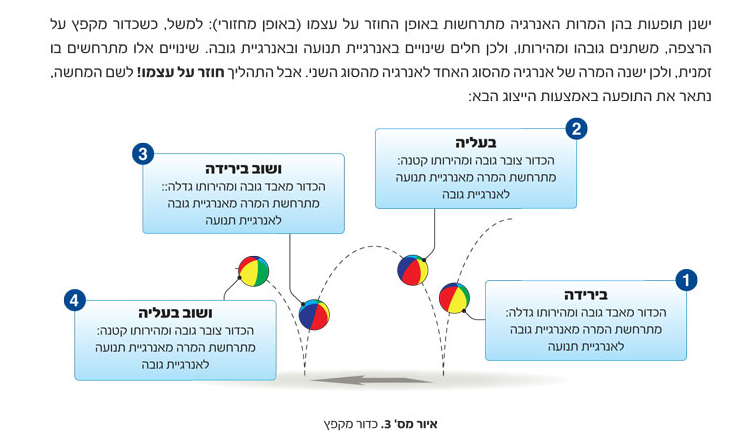 ישנן תופעות בהן המרות האנרגיה מתרחשות באופן החוזר על עצמו (באופן מחזורי): למשל, כשכדור מקפץ על
הרצפה, משתנים גובהו ומהירותו, ולכן חלים שינויים באנרגיית תנועה ובאנרגיית גובה. שינויים אלו מתרחשים בו
זמנית, ולכן ישנה המרה של אנרגיה מהסוג האחד לאנרגיה מהסוג השני. אבל התהליך חוזר על עצמו! לשם המחשה,
נתאר את התופעה באמצעות הייצוג הבא:
1
בירידה
הכדור מאבד גובה ומהירותו גדלה:
מתרחשת המרה מאנרגיית גובה
לאנרגיית תנועה
2
בעליה
הכדור צובר גובה ומהירותו קטנה:
מתרחשת המרה מאנרגיית תנועה
לאנרגיית גובה
3
ושוב בירידה
הכדור מאבד גובה ומהירותו גדלה::
מתרחשת המרה מאנרגיית גובה
לאנרגיית תנועה
4
ושוב בעליה
הכדור צובר גובה ומהירותו קטנה:
מתרחשת המרה מאנרגיית תנועה
לאנרגיית גובה
איור מס' 3. כדור מקפץ